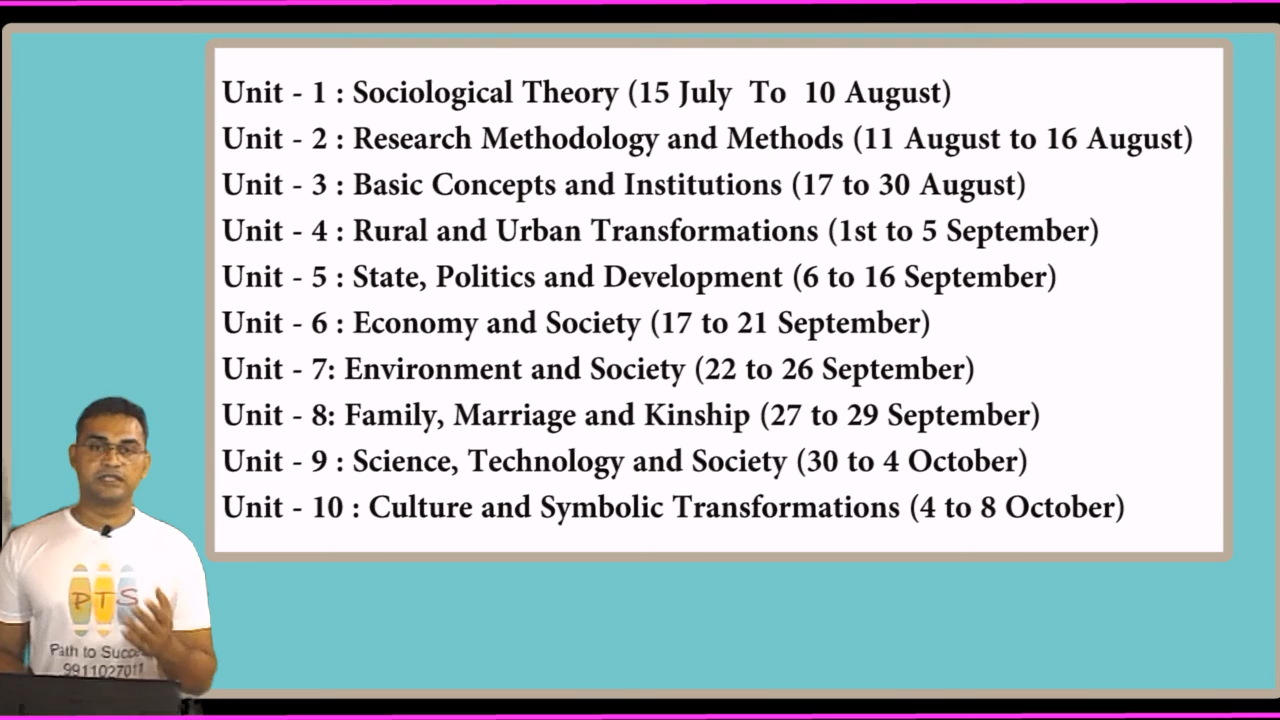 Unit - 1 : Sociological Theory (15 July To 10 August)
Unit - 2 : Research Methodology and Methods (11 August to 16 August)
Unit - 3 : Basic Concepts and Institutions (17 to 30 August)
Unit - 4 : Rural and Urban Transformations (1st to 5 September)
Unit - 5 : State, Politics and Development (6 to 16 September)
Unit - 6 : Economy and Society (17 to 21 September)
Unit - 7: Environment and Society (22 to 26 September)
Unit - 8: Family, Marriage and Kinship (27 to 29 September)
Unit - 9 : Science, Technology and Society (30 to 4 October)
Unit - 10 : Culture and Symbolic Transformations (4 to 8 October)
PTS
Path to